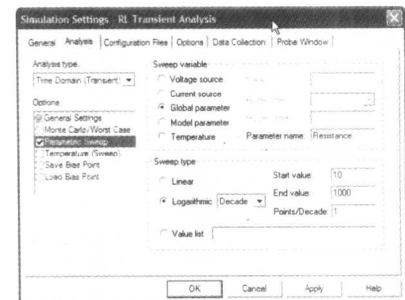 Simulation Settings - RL Transient Analysis
General Analysis Configuration Files Options Data Collection Probe Window
Analysis type:
Time Domain (Transient)
Options:
General Settings
Monte Carlo/Worst Case
Parametric Sweep
Temperature (Sweep)
Save Bias Point
Load Bias Point
Sweep variable
Voltage source
Current source
Global parameter
Model parameter
Temperature
Parameter name: Resistance
Sweep type
Linear
Logarithmic Decade
Value list
Start value: 10
End value: 1000
Points/Decade: 1
OK Cancel Apply Help